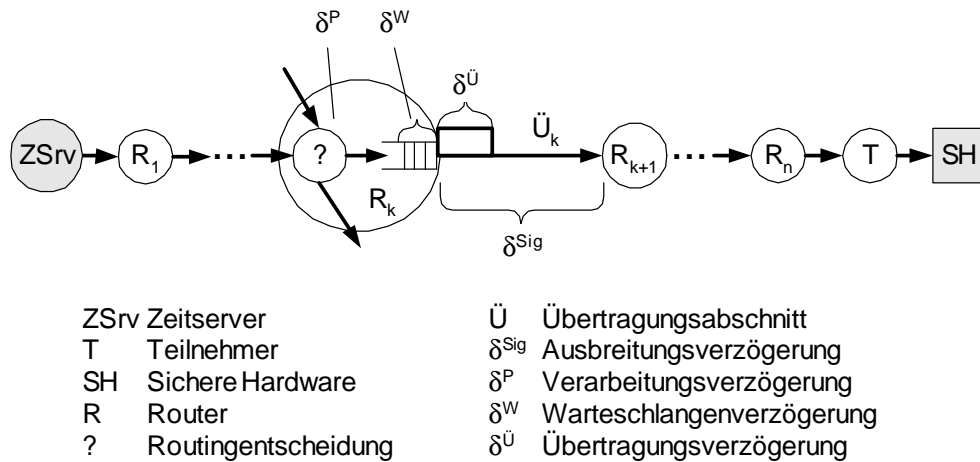 δᴾ δᵂ
δÜ
ZSrv R₁ ? Üₖ Rₖ₊₁ Rₙ T SH
Rₖ
δSig
ZSrv Zeitserver
T Teilnehmer
SH Sichere Hardware
R Router
? Routingentscheidung
Ü Übertragungsabschnitt
δSig Ausbreitungsverzögerung
δᴾ Verarbeitungsverzögerung
δᵂ Warteschlangenverzögerung
δÜ Übertragungsverzögerung